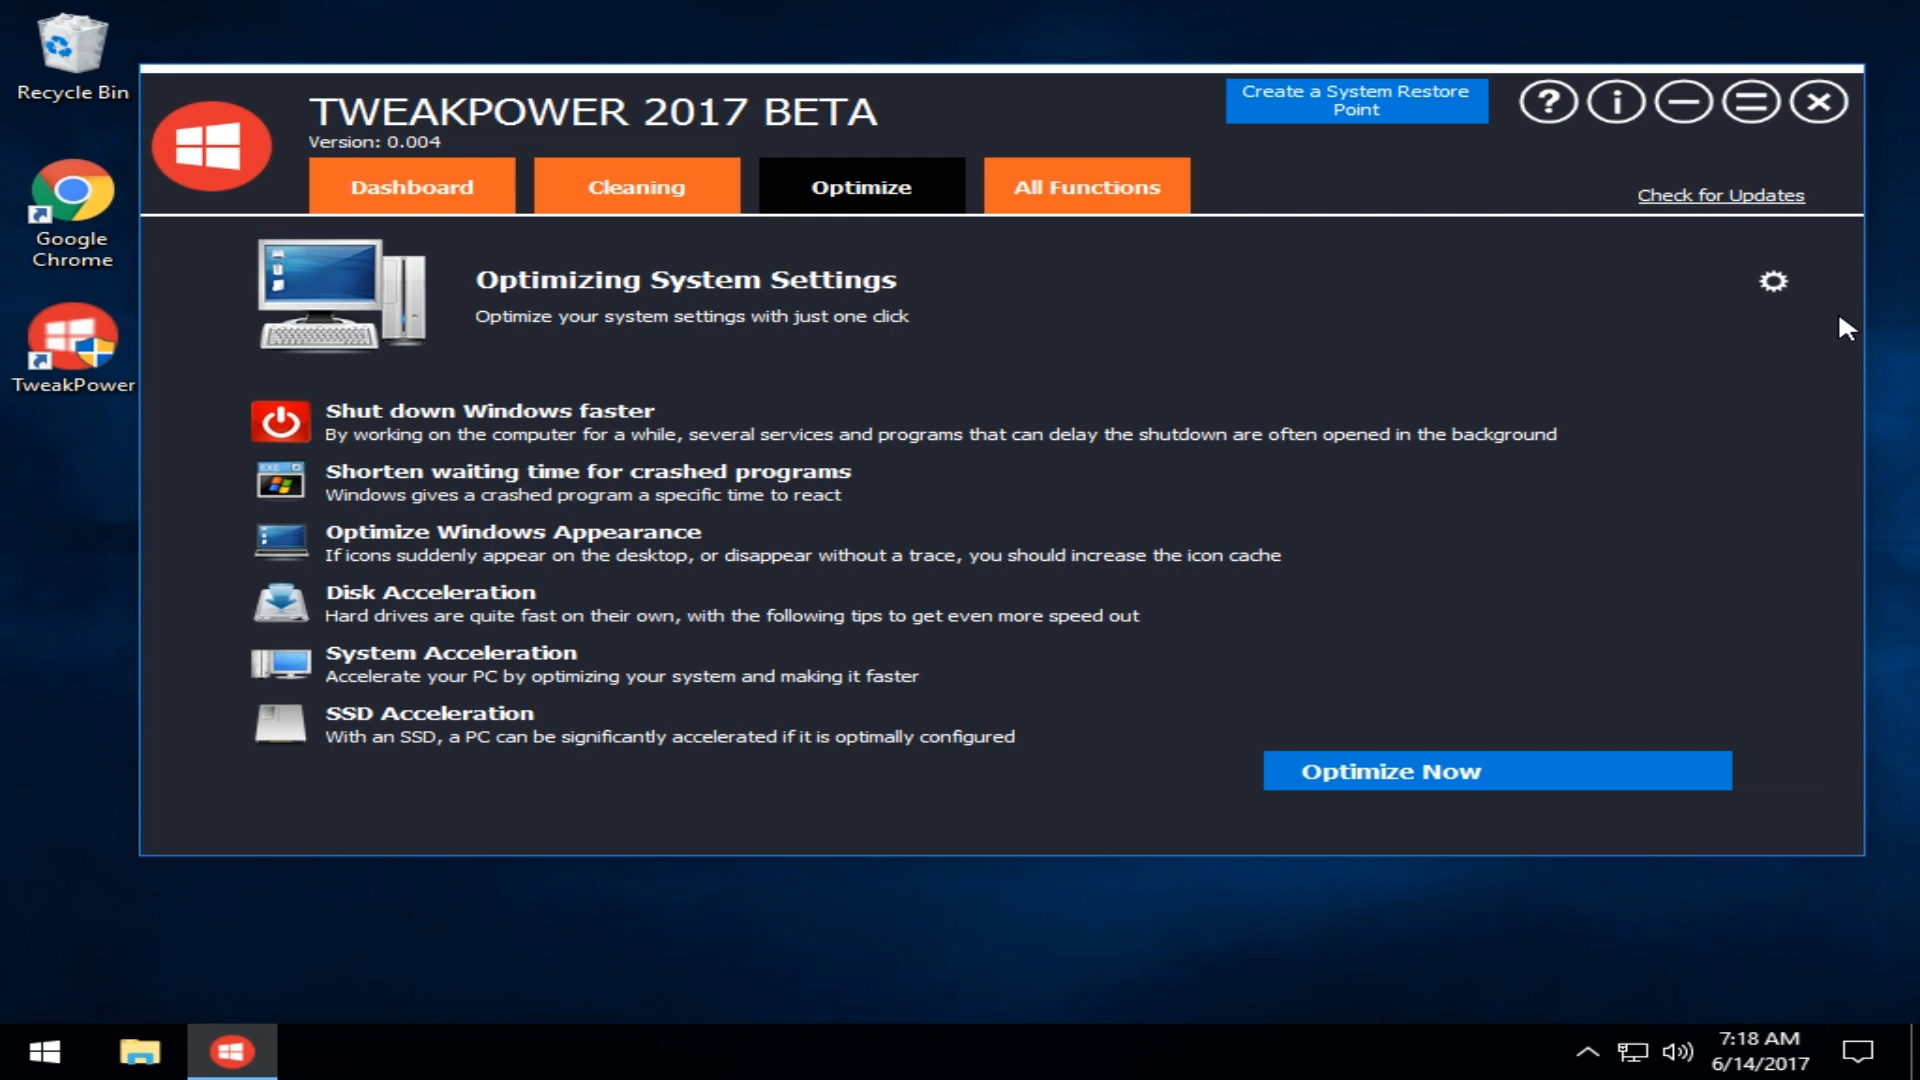 Recycle Bin
Google
Chrome
TweakPower
TWEAKPOWER 2017 BETA
Version: 0.004
Create a System Restore
Point
Dashboard
Cleaning
Optimize
All Functions
Check for Updates
Optimizing System Settings
Optimize your system settings with just one click
Shut down Windows faster
By working on the computer for a while, several services and programs that can delay the shutdown are often opened in the background
Shorten waiting time for crashed programs
Windows gives a crashed program a specific time to react
Optimize Windows Appearance
If icons suddenly appear on the desktop, or disappear without a trace, you should increase the icon cache
Disk Acceleration
Hard drives are quite fast on their own, with the following tips to get even more speed out
System Acceleration
Accelerate your PC by optimizing your system and making it faster
SSD Acceleration
With an SSD, a PC can be significantly accelerated if it is optimally configured
Optimize Now
7:18 AM
6/14/2017